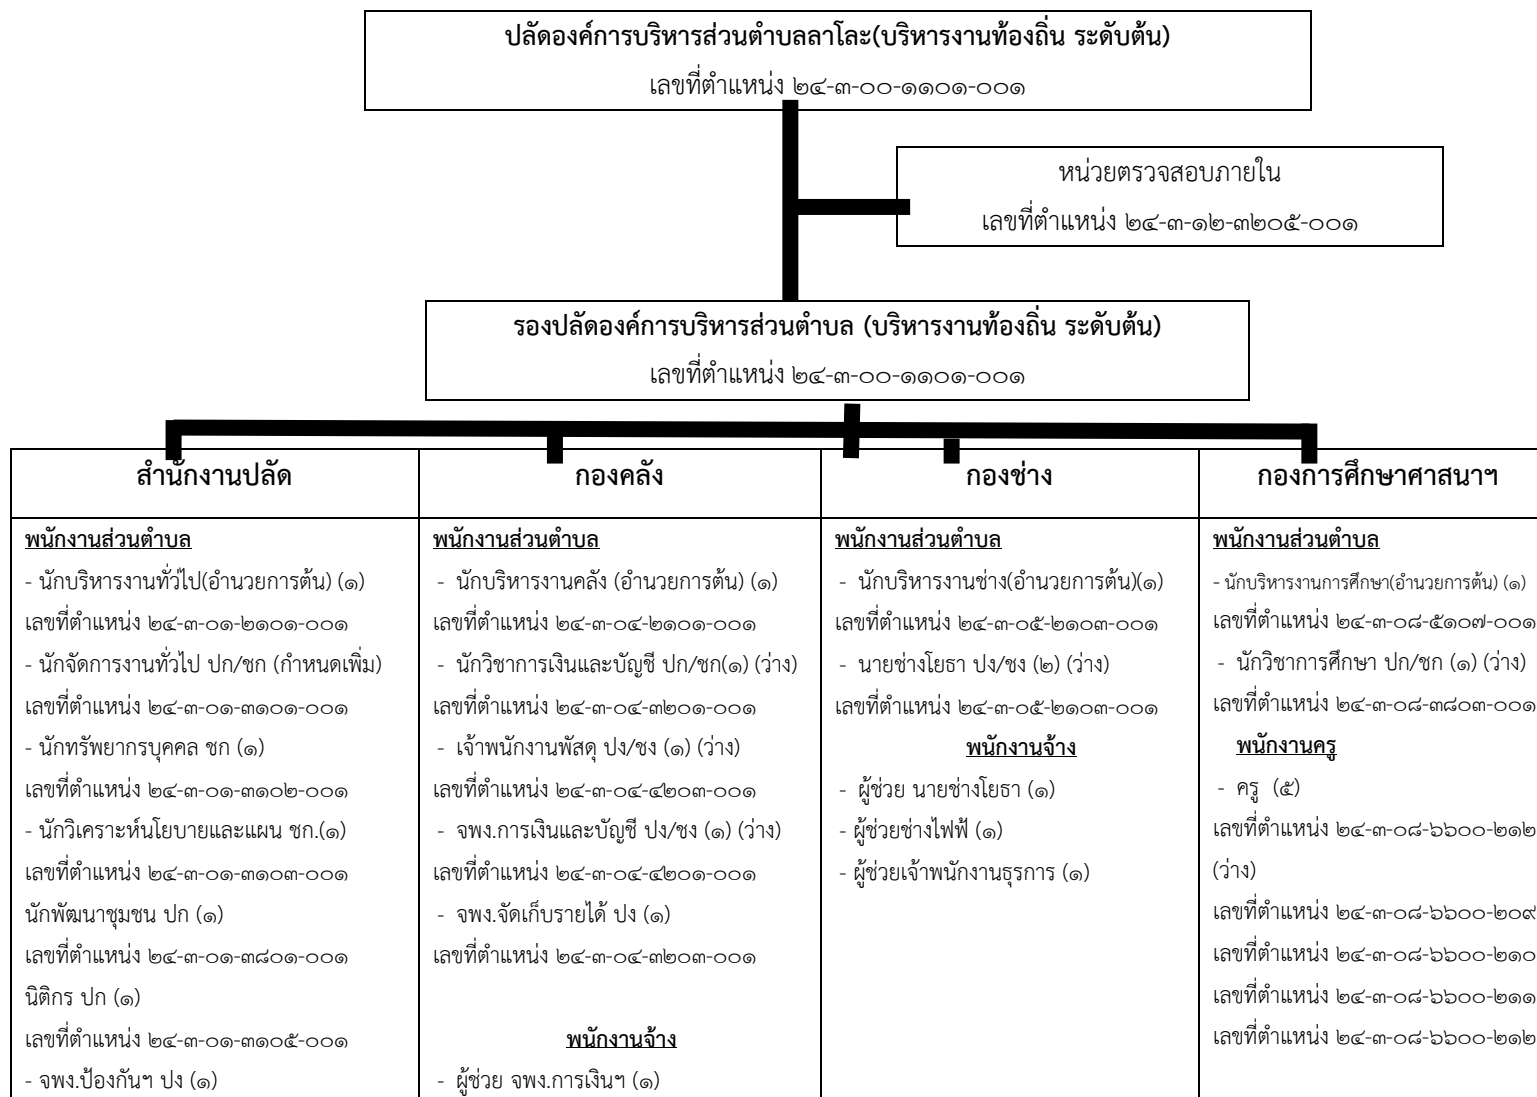 ปลัดองค์การบริหารส่วนตำบลลาโละ(บริหารงานท้องถิ่น ระดับต้น)
เลขที่ตำแหน่ง ๒๔-๓-๐๐-๑๑๐๑-๐๐๑
หน่วยตรวจสอบภายใน
เลขที่ตำแหน่ง ๒๔-๓-๑๒-๓๒๐๕-๐๐๑
รองปลัดองค์การบริหารส่วนตำบล (บริหารงานท้องถิ่น ระดับต้น)
เลขที่ตำแหน่ง ๒๔-๓-๐๐-๑๑๐๑-๐๐๑
สำนักงานปลัด
พนักงานส่วนตำบล
- นักบริหารงานทั่วไป(อำนวยการต้น) (๑)
เลขที่ตำแหน่ง ๒๔-๓-๐๑-๒๑๐๑-๐๐๑
- นักจัดการงานทั่วไป ปก/ชก (กำหนดเพิ่ม)
เลขที่ตำแหน่ง ๒๔-๓-๐๑-๓๑๐๑-๐๐๑
- นักทรัพยากรบุคคล ชก (๑)
เลขที่ตำแหน่ง ๒๔-๓-๐๑-๓๑๐๒-๐๐๑
- นักวิเคราะห์นโยบายและแผน ชก.(๑)
เลขที่ตำแหน่ง ๒๔-๓-๐๑-๓๑๐๓-๐๐๑
นักพัฒนาชุมชน ปก (๑)
เลขที่ตำแหน่ง ๒๔-๓-๐๑-๓๘๐๑-๐๐๑
นิติกร ปก (๑)
เลขที่ตำแหน่ง ๒๔-๓-๐๑-๓๑๐๕-๐๐๑
- จพง.ป้องกันฯ ปง (๑)
กองคลัง
พนักงานส่วนตำบล
- นักบริหารงานคลัง (อำนวยการต้น) (๑)
เลขที่ตำแหน่ง ๒๔-๓-๐๔-๒๑๐๑-๐๐๑
- นักวิชาการเงินและบัญชี ปก/ชก(๑) (ว่าง)
เลขที่ตำแหน่ง ๒๔-๓-๐๔-๓๒๐๑-๐๐๑
- เจ้าพนักงานพัสดุ ปง/ชง (๑) (ว่าง)
เลขที่ตำแหน่ง ๒๔-๓-๐๔-๔๒๐๓-๐๐๑
- จพง.การเงินและบัญชี ปง/ชง (๑) (ว่าง)
เลขที่ตำแหน่ง ๒๔-๓-๐๔-๔๒๐๑-๐๐๑
- จพง.จัดเก็บรายได้ ปง (๑)
เลขที่ตำแหน่ง ๒๔-๓-๐๔-๓๒๐๓-๐๐๑
พนักงานจ้าง
- ผู้ช่วย จพง.การเงินฯ (๑)
กองช่าง
พนักงานส่วนตำบล
- นักบริหารงานช่าง(อำนวยการต้น)(๑)
เลขที่ตำแหน่ง ๒๔-๓-๐๕-๒๑๐๓-๐๐๑
- นายช่างโยธา ปง/ชง (๒) (ว่าง)
เลขที่ตำแหน่ง ๒๔-๓-๐๕-๒๑๐๓-๐๐๑
พนักงานจ้าง
- ผู้ช่วย นายช่างโยธา (๑)
- ผู้ช่วยช่างไฟฟ้า (๑)
- ผู้ช่วยเจ้าพนักงานธุรการ (๑)
กองการศึกษาศาสนาฯ
พนักงานส่วนตำบล
- นักบริหารงานการศึกษา(อำนวยการต้น) (๑)
เลขที่ตำแหน่ง ๒๔-๓-๐๘-๕๑๐๗-๐๐๑
- นักวิชาการศึกษา ปก/ชก (๑) (ว่าง)
เลขที่ตำแหน่ง ๒๔-๓-๐๘-๓๘๐๓-๐๐๑
พนักงานครู
- ครู (๕)
เลขที่ตำแหน่ง ๒๔-๓-๐๘-๖๖๐๐-๒๑๒
(ว่าง)
เลขที่ตำแหน่ง ๒๔-๓-๐๘-๖๖๐๐-๒๐๙
เลขที่ตำแหน่ง ๒๔-๓-๐๘-๖๖๐๐-๒๑๐
เลขที่ตำแหน่ง ๒๔-๓-๐๘-๖๖๐๐-๒๑๑
เลขที่ตำแหน่ง ๒๔-๓-๐๘-๖๖๐๐-๒๑๒